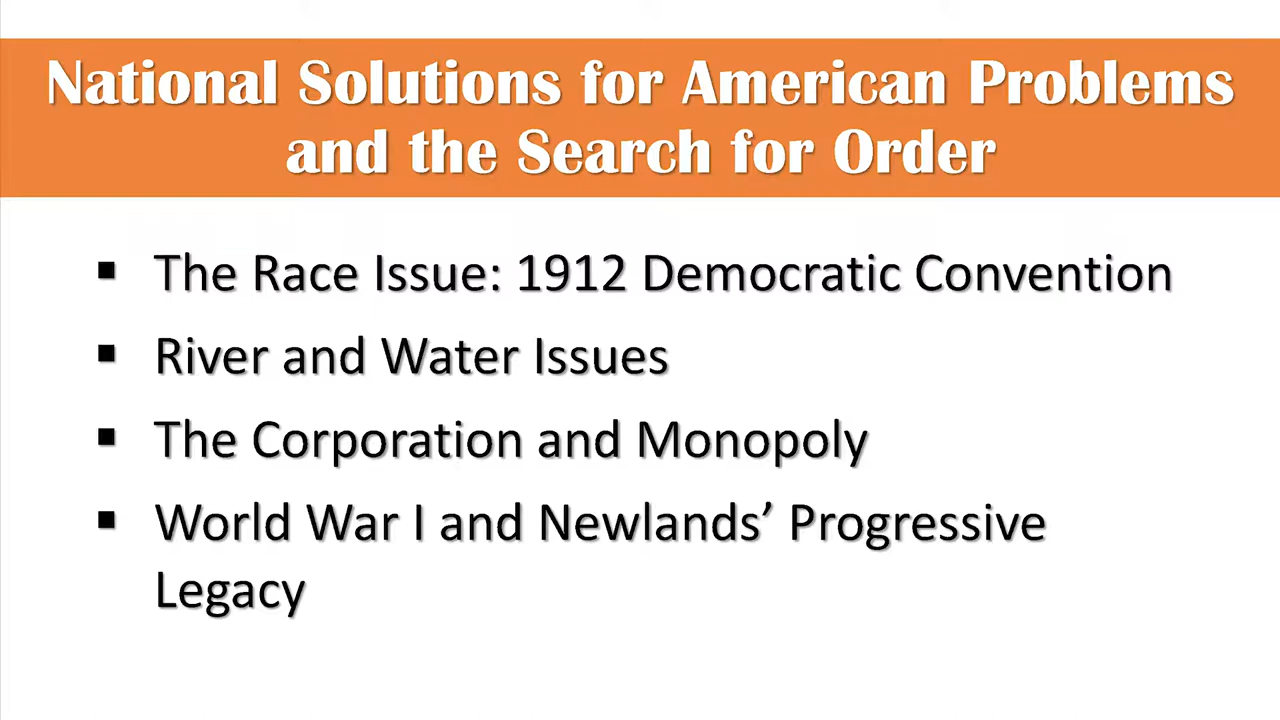 National Solutions for American Problems
and the Search for Order
▪ The Race Issue: 1912 Democratic Convention
▪ River and Water Issues
▪ The Corporation and Monopoly
▪ World War I and Newlands’ Progressive
Legacy